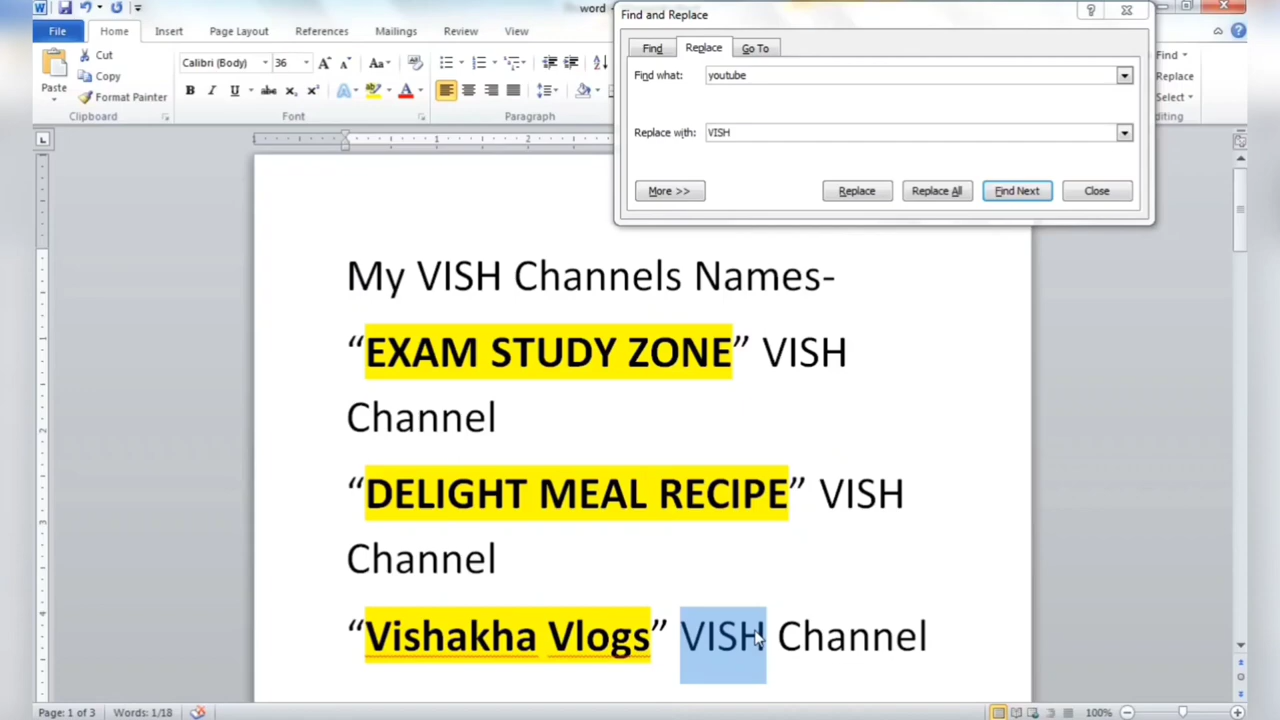 word -
Find and Replace
File Home Insert Page Layout References Mailings Review View
Find Replace Go To
Find what: youtube
Replace with: VISH
More >> Replace Replace All Find Next Close
Paste
Cut
Copy
Format Painter
Clipboard
Calibri (Body) 36
B I U abc
Font
Paragraph
Find
Replace
Select
diting
My VISH Channels Names-
“EXAM STUDY ZONE” VISH
Channel
“DELIGHT MEAL RECIPE” VISH
Channel
“Vishakha Vlogs” VISH Channel
Page: 1 of 3 Words: 1/18 100%